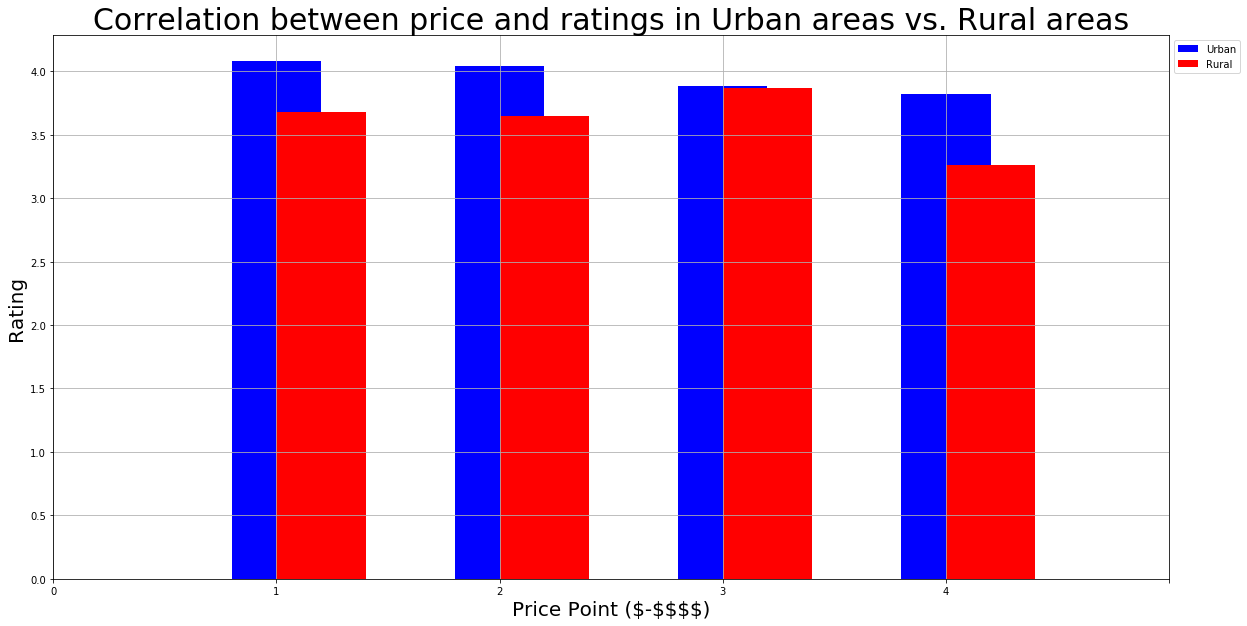 Correlation between price and ratings in Urban areas vs. Rural areas
Urban
Rural
4.0
3.5
3.0
2.5
2.0
1.5
1.0
0.5
0.0
Rating
0
1
2
3
4
Price Point ($-$$$$)